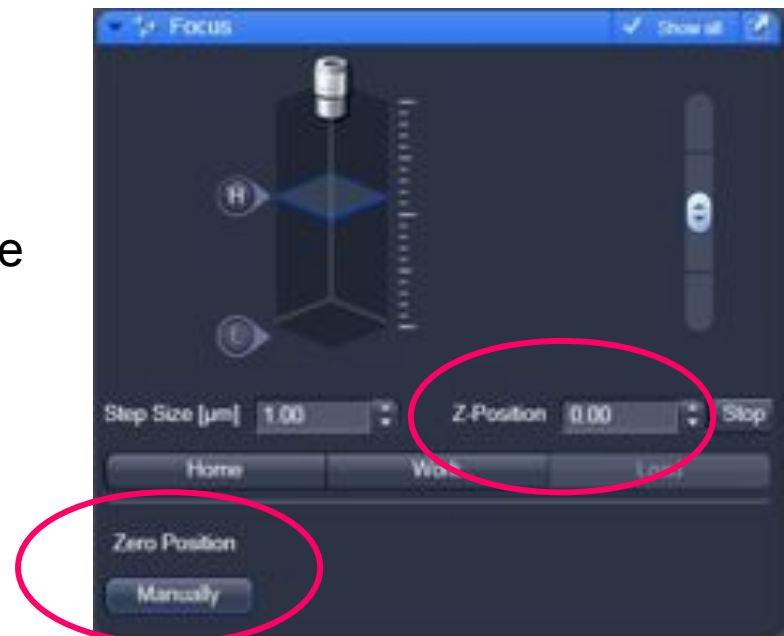 Focus
Show all
H
e
L
Step Size [µm] 1.00 Z-Position 0.00 Stop
Home Work Load
Zero Position
Manually